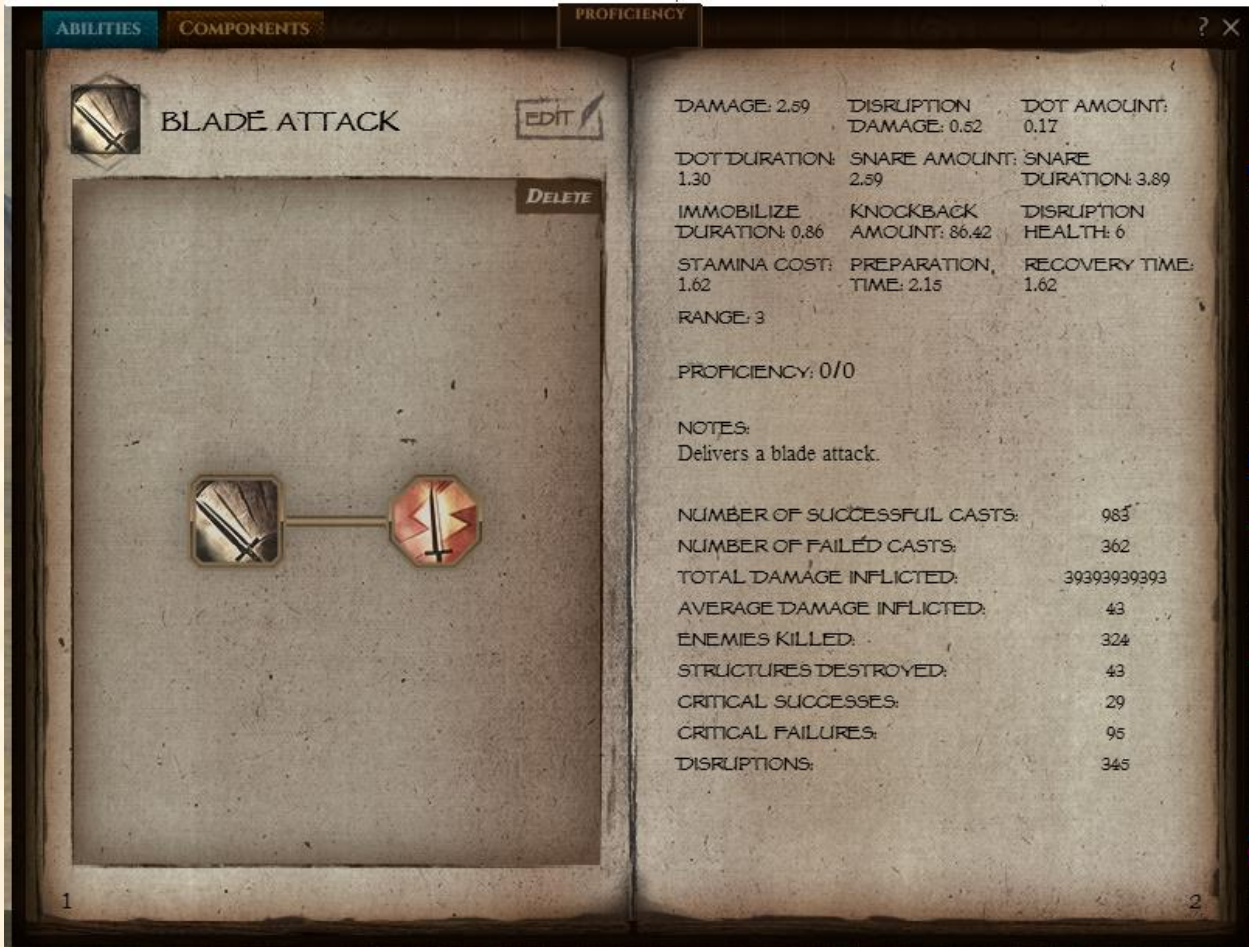 PROFICIENCY
ABILITIES COMPONENTS ? X
BLADE ATTACK
EDIT
DELETE
1
DAMAGE: 2.59 DISRUPTION DAMAGE: 0.52 DOT AMOUNT: 0.17
DOT DURATION: 1.30 SNARE AMOUNT: 2.59 SNARE DURATION: 3.89
IMMOBILIZE DURATION: 0.86 KNOCKBACK AMOUNT: 86.42 DISRUPTION HEALTH: 6
STAMINA COST: 1.62 PREPARATION TIME: 2.15 RECOVERY TIME: 1.62
RANGE: 3
PROFICIENCY: 0/0
NOTES:
Delivers a blade attack.
NUMBER OF SUCCESSFUL CASTS: 983
NUMBER OF FAILED CASTS: 362
TOTAL DAMAGE INFLICTED: 39393939393
AVERAGE DAMAGE INFLICTED: 43
ENEMIES KILLED: 324
STRUCTURES DESTROYED: 43
CRITICAL SUCCESSES: 29
CRITICAL FAILURES: 95
DISRUPTIONS: 345
2